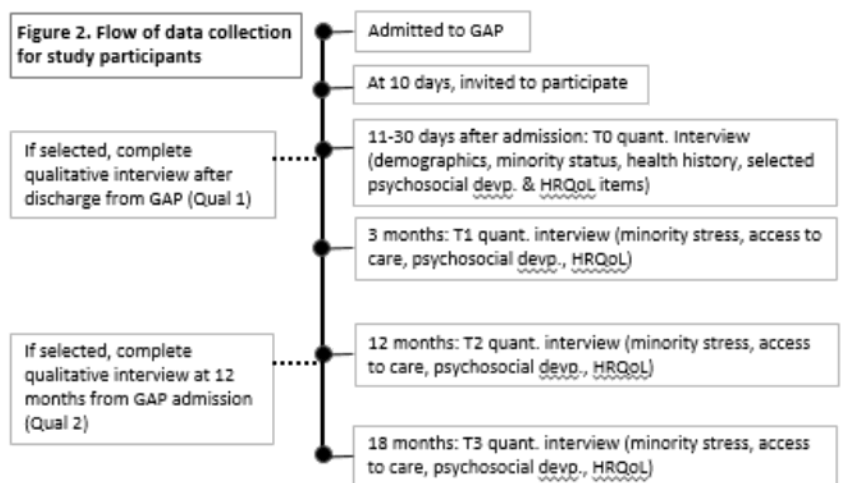 Figure 2. Flow of data collection
for study participants
Admitted to GAP
At 10 days, invited to participate
If selected, complete
qualitative interview after
discharge from GAP (Qual 1)
11-30 days after admission: T0 quant. Interview
(demographics, minority status, health history, selected
psychosocial devp. & HRQoL items)
3 months: T1 quant. interview (minority stress, access to
care, psychosocial devp., HRQoL)
If selected, complete
qualitative interview at 12
months from GAP admission
(Qual 2)
12 months: T2 quant. interview (minority stress, access
to care, psychosocial devp., HRQoL)
18 months: T3 quant. interview (minority stress, access
to care, psychosocial devp., HRQoL)